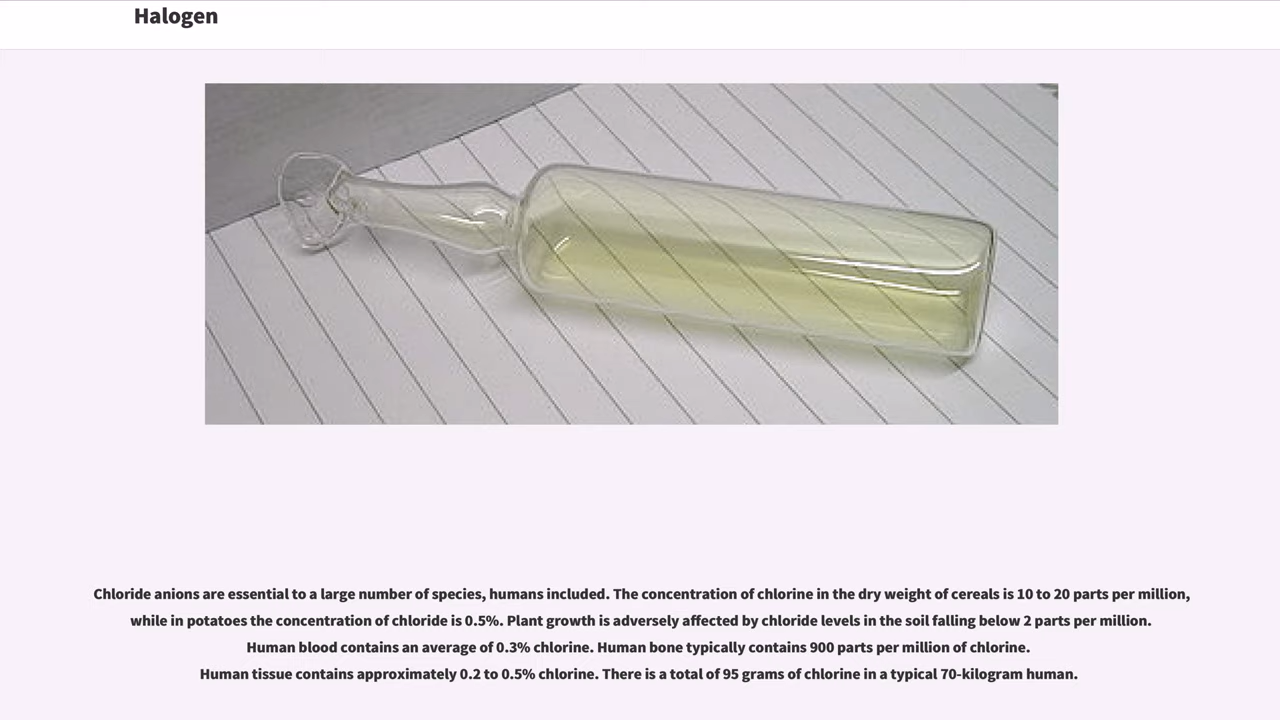 Halogen
Chloride anions are essential to a large number of species, humans included. The concentration of chlorine in the dry weight of cereals is 10 to 20 parts per million,
while in potatoes the concentration of chloride is 0.5%. Plant growth is adversely affected by chloride levels in the soil falling below 2 parts per million.
Human blood contains an average of 0.3% chlorine. Human bone typically contains 900 parts per million of chlorine.
Human tissue contains approximately 0.2 to 0.5% chlorine. There is a total of 95 grams of chlorine in a typical 70-kilogram human.